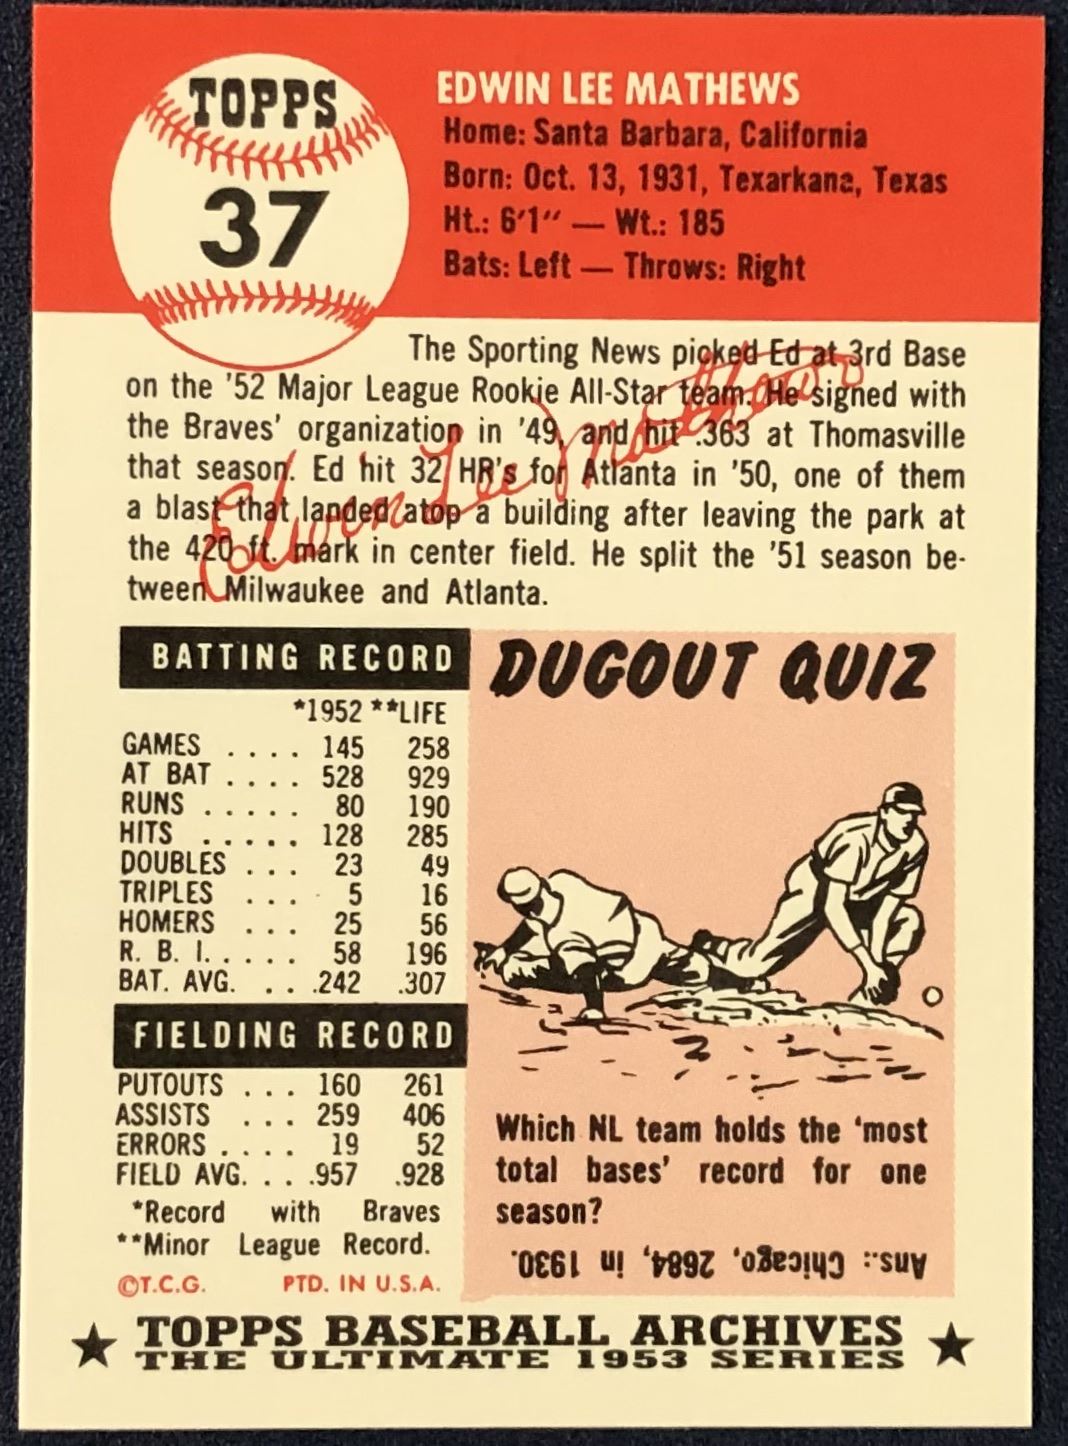 TOPPS
37
EDWIN LEE MATHEWS
Home: Santa Barbara, California
Born: Oct. 13, 1931, Texarkana, Texas
Ht.: 6'1" — Wt.: 185
Bats: Left — Throws: Right
The Sporting News picked Ed at 3rd Base
on the '52 Major League Rookie All-Star team. He signed with
the Braves' organization in '49, and hit .363 at Thomasville
that season. Ed hit 32 HR's for Atlanta in '50, one of them
a blast that landed atop a building after leaving the park at
the 420 ft. mark in center field. He split the '51 season be-
tween Milwaukee and Atlanta.
Edwin Lee Mathews
BATTING RECORD
*1952 **LIFE
GAMES .... 145 258
AT BAT .... 528 929
RUNS ..... 80 190
HITS ..... 128 285
DOUBLES ... 23 49
TRIPLES ... 5 16
HOMERS ... 25 56
R. B. I. .... 58 196
BAT. AVG. .. .242 .307
FIELDING RECORD
PUTOUTS ... 160 261
ASSISTS ... 259 406
ERRORS .... 19 52
FIELD AVG. .. .957 .928
*Record with Braves
**Minor League Record.
©T.C.G. PTD. IN U.S.A.
DUGOUT QUIZ
Which NL team holds the 'most
total bases' record for one
season?
Ans.: Chicago, 2684, in 1930.
★ TOPPS BASEBALL ARCHIVES ★
THE ULTIMATE 1953 SERIES